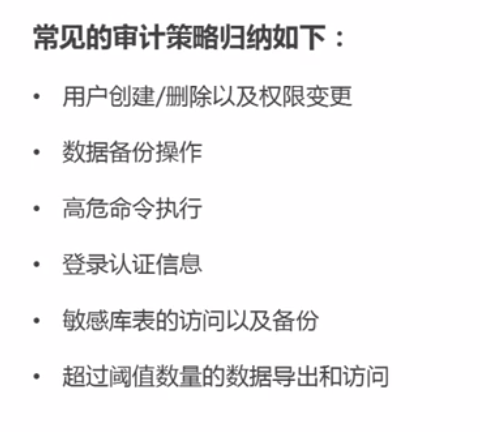 常见的审计策略归纳如下：
• 用户创建/删除以及权限变更
• 数据备份操作
• 高危命令执行
• 登录认证信息
• 敏感库表的访问以及备份
• 超过阈值数量的数据导出和访问